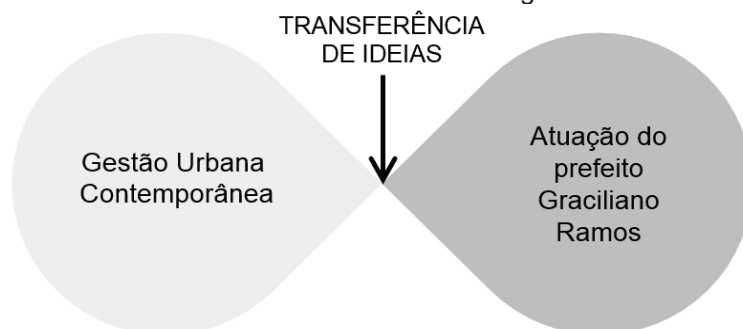 TRANSFERÊNCIA
DE IDEIAS
Gestão Urbana
Contemporânea
Atuação do
prefeito
Graciliano
Ramos